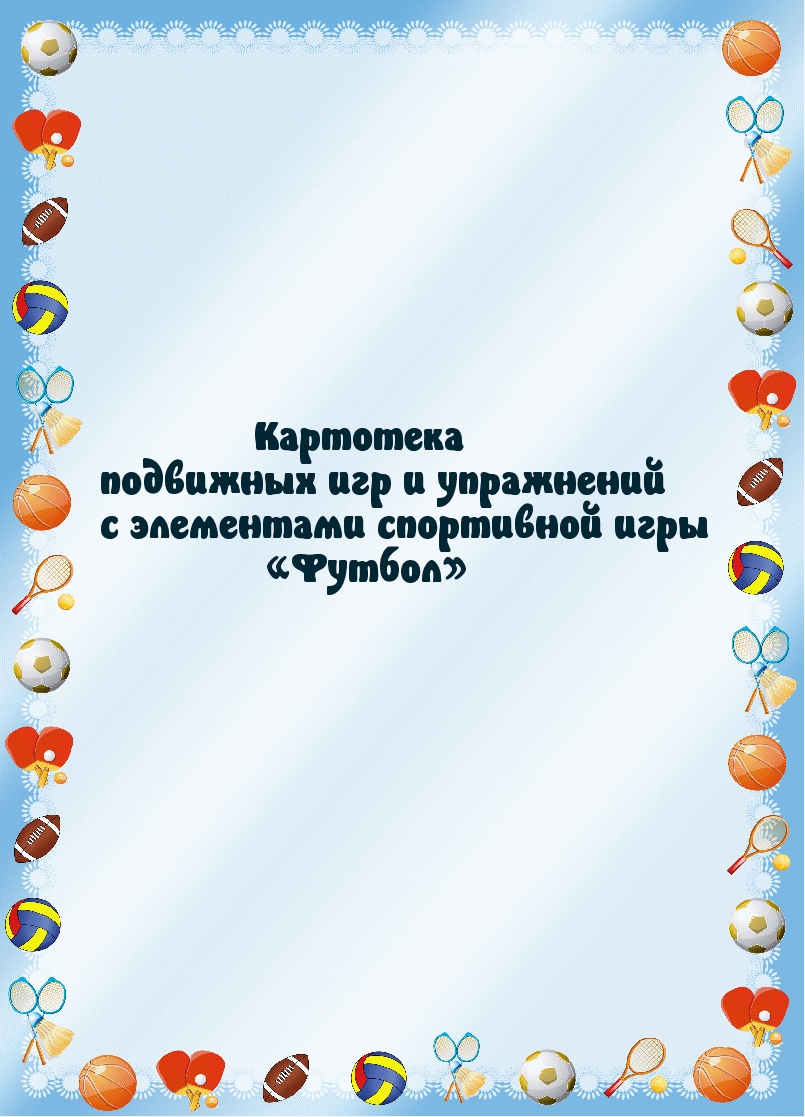 Картотека
подвижных игр и упражнений
с элементами спортивной игры
«Футбол»